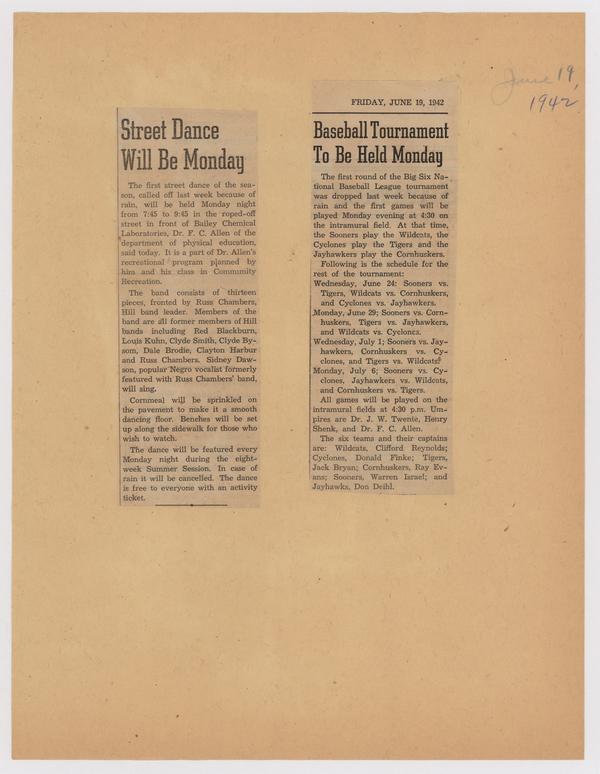 June 19,
1942
Street Dance
Will Be Monday
The first street dance of the sea-
son, called off last week because of
rain, will be held Monday night
from 7:45 to 9:45 in the roped-off
street in front of Bailey Chemical
Laboratories, Dr. F. C. Allen of the
department of physical education,
said today. It is a part of Dr. Allen's
recreational program planned by
him and his class in Community
Recreation.
The band consists of thirteen
pieces, fronted by Russ Chambers,
Hill band leader. Members of the
band are all former members of Hill
bands including Red Blackburn,
Louis Kuhn, Clyde Smith, Clyde By-
som, Dale Brodie, Clayton Harbur
and Russ Chambers. Sidney Daw-
son, popular Negro vocalist formerly
featured with Russ Chambers' band,
will sing.
Cornmeal will be sprinkled on
the pavement to make it a smooth
dancing floor. Benches will be set
up along the sidewalk for those who
wish to watch.
The dance will be featured every
Monday night during the eight-
week Summer Session. In case of
rain it will be cancelled. The dance
is free to everyone with an activity
ticket.
FRIDAY, JUNE 19, 1942
Baseball Tournament
To Be Held Monday
The first round of the Big Six Na-
tional Baseball League tournament
was dropped last week because of
rain and the first games will be
played Monday evening at 4:30 on
the intramural field. At that time,
the Sooners play the Wildcats, the
Cyclones play the Tigers and the
Jayhawkers play the Cornhuskers.
Following is the schedule for the
rest of the tournament:
Wednesday, June 24: Sooners vs.
Tigers, Wildcats vs. Cornhuskers,
and Cyclones vs. Jayhawkers.
Monday, June 29; Sooners vs. Corn-
huskers, Tigers vs. Jayhawkers,
and Wildcats vs. Cyclones.
Wednesday, July 1; Sooners vs. Jay-
hawkers, Cornhuskers vs. Cy-
clones, and Tigers vs. Wildcats.
Monday, July 6; Sooners vs. Cy-
clones, Jayhawkers vs. Wildcats,
and Cornhuskers vs. Tigers.
All games will be played on the
intramural fields at 4:30 p.m. Um-
pires are Dr. J. W. Twente, Henry
Shenk, and Dr. F. C. Allen.
The six teams and their captains
are: Wildcats, Clifford Reynolds;
Cyclones, Donald Finke; Tigers,
Jack Bryan; Cornhuskers, Ray Ev-
ans; Sooners, Warren Israel; and
Jayhawks, Don Deihl.